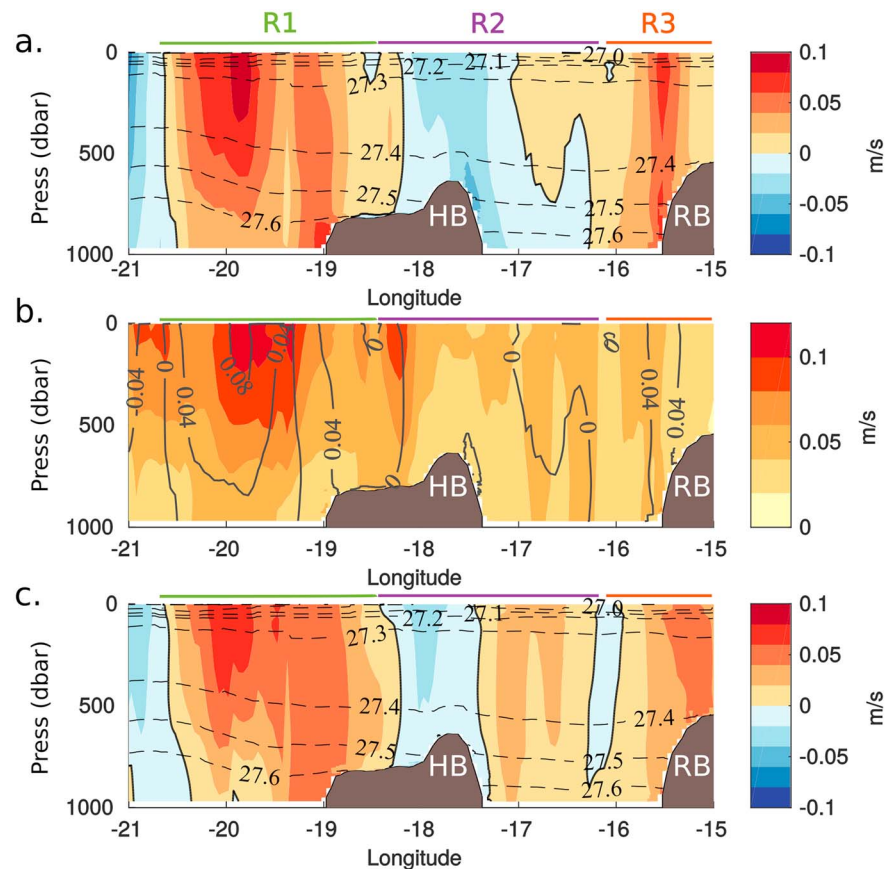 R1 R2 R3
a.
0 27.2 27.1 27.0 0.1
27.3 0.05
Press (dbar) 500 27.4 27.4 0 m/s
27.5 27.5 -0.05
27.6 HB 27.6 RB
1000 -0.1
-21 -20 -19 -18 -17 -16 -15
Longitude
b.
0 0.1
-0.04 0 0.04 0.08 0.0 0 0 0
Press (dbar) 500 0.04 0 0 0.04 0.04 0.05 m/s
0 HB RB
1000 0
-21 -20 -19 -18 -17 -16 -15
Longitude
c.
0 27.2 27.1 27.0 0.1
27.3 0.05
Press (dbar) 500 27.4 27.4 0 m/s
27.5 27.5 -0.05
27.6 HB 27.6 RB
1000 -0.1
-21 -20 -19 -18 -17 -16 -15
Longitude